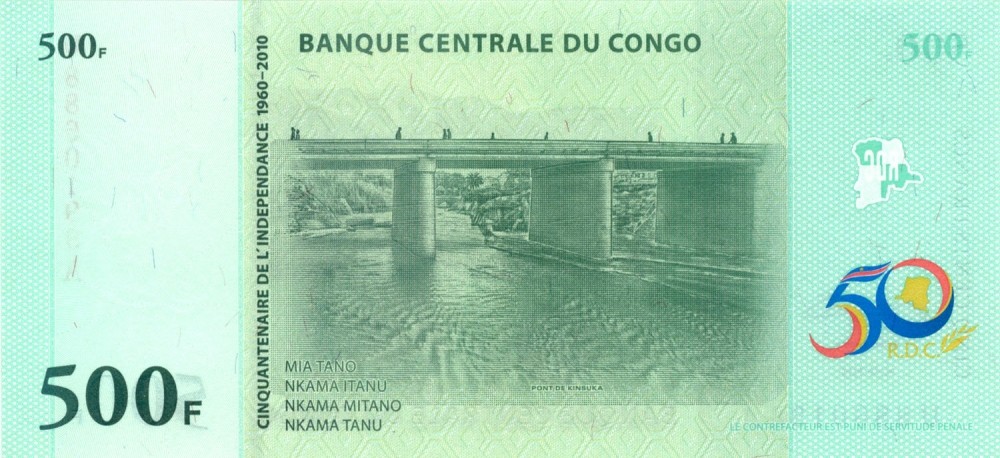 500F
BANQUE CENTRALE DU CONGO
500F
CINQUANTENAIRE DE L'INDEPENDANCE 1960-2010
50
R.D.C.
MIA TANO
NKAMA ITANU
NKAMA MITANO
NKAMA TANU
PONT DE KINSUKA
500F
LE CONTREFACTEUR EST PUNI DE SERVITUDE PENALE